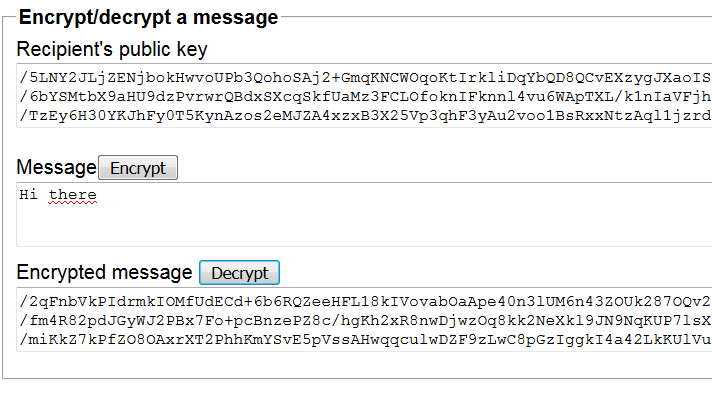 Encrypt/decrypt a message
Recipient's public key
/5LNY2JLjZENjbokHwvoUPb3QohoSAj2+GmqKNCWOqoKtIrkliDqYbQD8QCvEXzygJXaoIS
/6bYSMtbX9aHU9dzPvrwrQBdxSXcqSkfUaMz3FCLOfoknIFknnl4vu6WApTXL/k1nIaVFjh
/TzEy6H30YKJhFy0T5KynAzos2eMJZA4xzxB3X25Vp3qhF3yAu2voo1BsRxxNtzAql1jzrd
Message Encrypt
Hi there
Encrypted message Decrypt
/2qFnbVkPIdrmkIOMfUdECd+6b6RQZeeHFL18kIVovabOaApe40n3lUM6n43ZOUk287OQv2
/fm4R82pdJGyWJ2PBx7Fo+pcBnzePZ8c/hgKh2xR8nwDjwzOq8kk2NeXkl9JN9NqKUP7lsX
/miKkZ7kPfZO8OAxrXT2PhhKmYSvE5pVssAHwqqculwDZF9zLwC8pGzIggkI4a42LkKUlVu